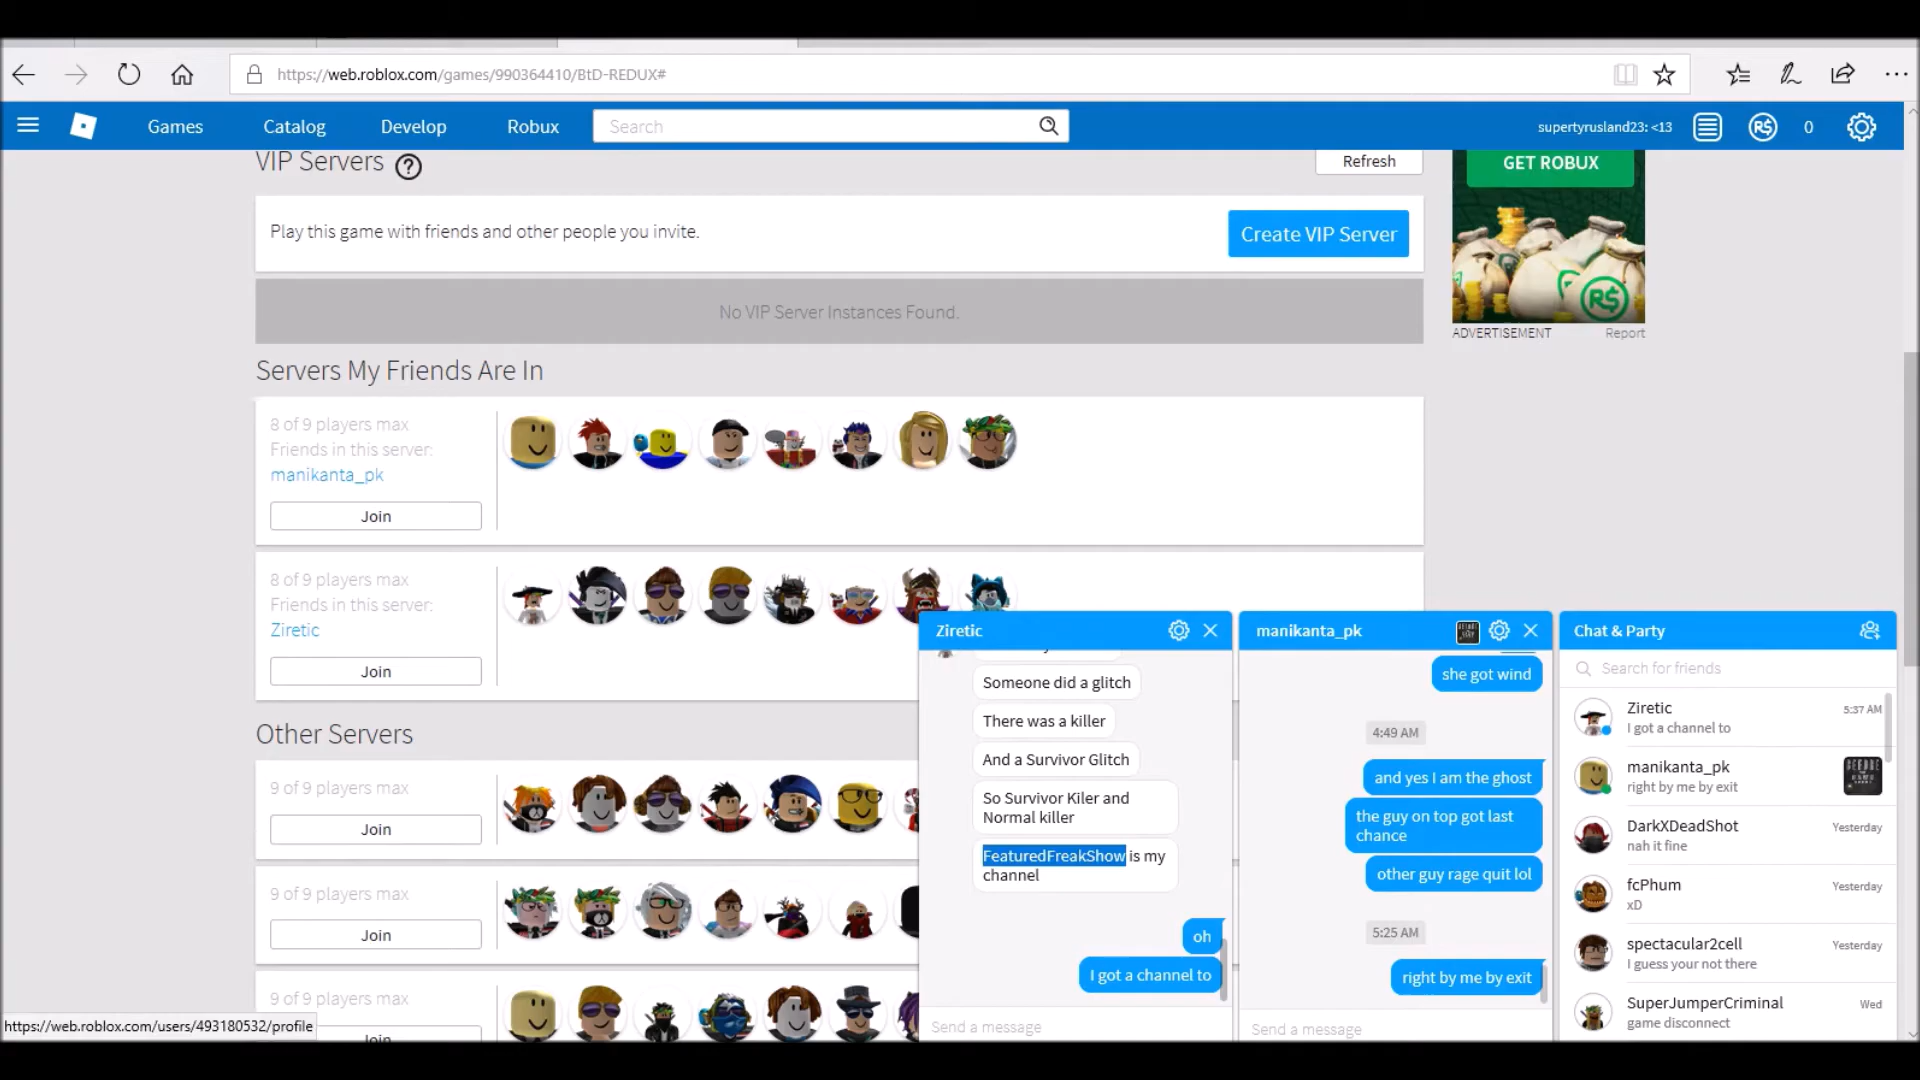 https://web.roblox.com/games/990364410/BtD-REDUX#
Games
Catalog
Develop
Robux
Search
supertyrusland23: <13
0
VIP Servers
Refresh
GET ROBUX
Play this game with friends and other people you invite.
Create VIP Server
No VIP Server Instances Found.
ADVERTISEMENT
Report
Servers My Friends Are In
8 of 9 players max
Friends in this server:
manikanta_pk
Join
8 of 9 players max
Friends in this server:
Ziretic
Join
Other Servers
9 of 9 players max
Join
9 of 9 players max
Join
9 of 9 players max
Join
https://web.roblox.com/users/493180532/profile
Ziretic
Someone did a glitch
There was a killer
And a Survivor Glitch
So Survivor Kiler and
Normal killer
FeaturedFreakShow is my
channel
oh
I got a channel to
Send a message
manikanta_pk
she got wind
4:49 AM
and yes I am the ghost
the guy on top got last
chance
other guy rage quit lol
5:25 AM
right by me by exit
Send a message
Chat & Party
Search for friends
Ziretic
5:37 AM
I got a channel to
manikanta_pk
right by me by exit
DarkXDeadShot
Yesterday
nah it fine
fcPhum
Yesterday
xD
spectacular2cell
Yesterday
I guess your not there
SuperJumperCriminal
Wed
game disconnect